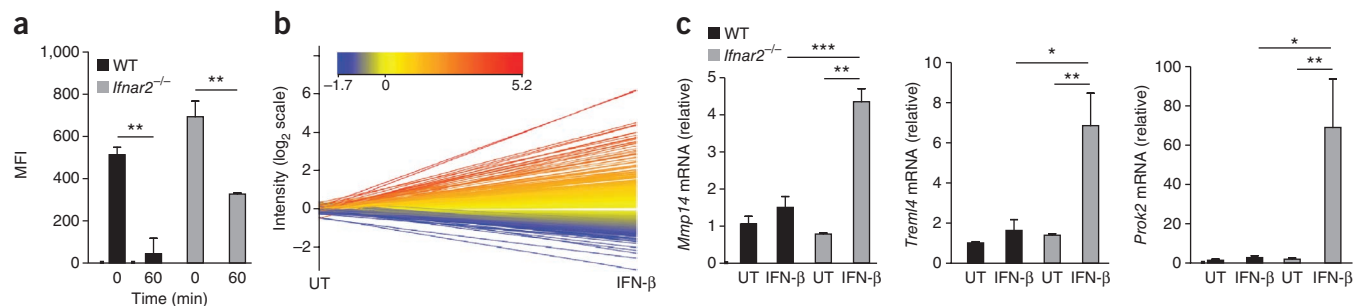 a
1,000
800
600
400
200
0
MFI
WT
Ifnar2−/−
**
**
0 60 0 60
Time (min)
b
6
4
2
0
−2
Intensity (log2 scale)
−1.7 0 5.2
UT IFN-β
c
WT
Ifnar2−/−
***
**
5
4
3
2
1
0
Mmp14 mRNA (relative)
UT IFN-β UT IFN-β
*
**
10
8
6
4
2
0
Treml4 mRNA (relative)
UT IFN-β UT IFN-β
*
**
100
80
60
40
20
0
Prok2 mRNA (relative)
UT IFN-β UT IFN-β